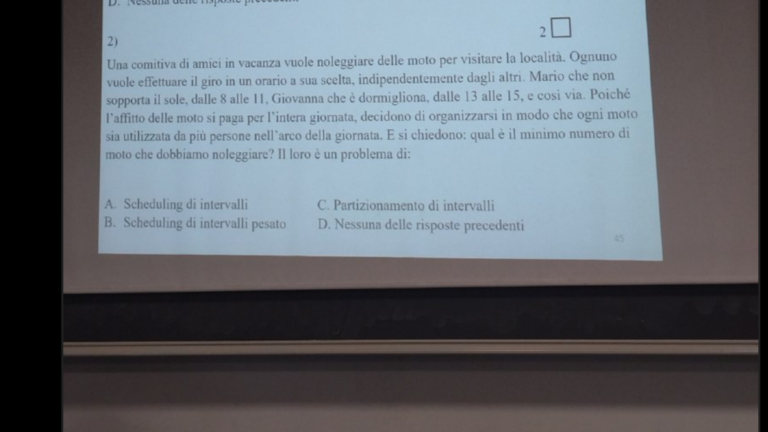 D. Nessuna delle risposte precedenti
2
2)
Una comitiva di amici in vacanza vuole noleggiare delle moto per visitare la località. Ognuno
vuole effettuare il giro in un orario a sua scelta, indipendentemente dagli altri. Mario che non
sopporta il sole, dalle 8 alle 11, Giovanna che è dormigliona, dalle 13 alle 15, e così via. Poiché
l'affitto delle moto si paga per l'intera giornata, decidono di organizzarsi in modo che ogni moto
sia utilizzata da più persone nell'arco della giornata. E si chiedono: qual è il minimo numero di
moto che dobbiamo noleggiare? Il loro è un problema di:
A. Scheduling di intervalli
C. Partizionamento di intervalli
B. Scheduling di intervalli pesato
D. Nessuna delle risposte precedenti
45